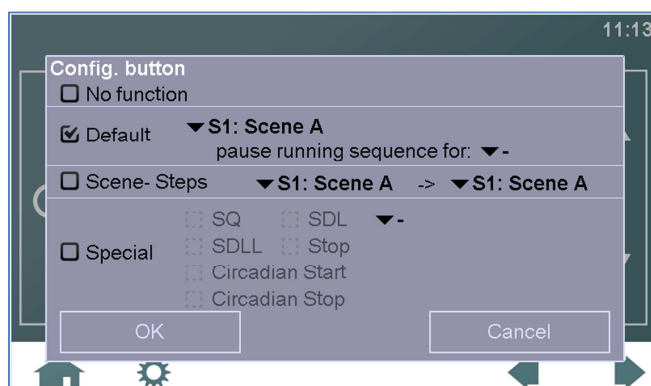 11:13
Config. button
No function
Default S1: Scene A
pause running sequence for: -
Scene- Steps S1: Scene A -> S1: Scene A
SQ SDL -
SDLL Stop
Special
Circadian Start
Circadian Stop
OK Cancel